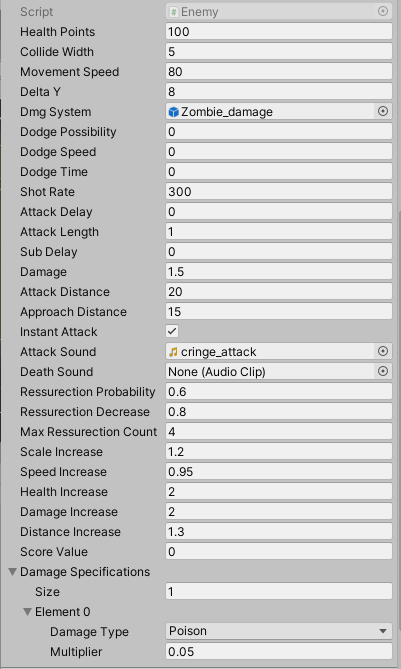 Script Enemy
Health Points 100
Collide Width 5
Movement Speed 80
Delta Y 8
Dmg System Zombie_damage
Dodge Possibility 0
Dodge Speed 0
Dodge Time 0
Shot Rate 300
Attack Delay 0
Attack Length 1
Sub Delay 0
Damage 1.5
Attack Distance 20
Approach Distance 15
Instant Attack
Attack Sound cringe_attack
Death Sound None (Audio Clip)
Ressurection Probability 0.6
Ressurection Decrease 0.8
Max Ressurection Count 4
Scale Increase 1.2
Speed Increase 0.95
Health Increase 2
Damage Increase 2
Distance Increase 1.3
Score Value 0
Damage Specifications
Size 1
Element 0
Damage Type Poison
Multiplier 0.05